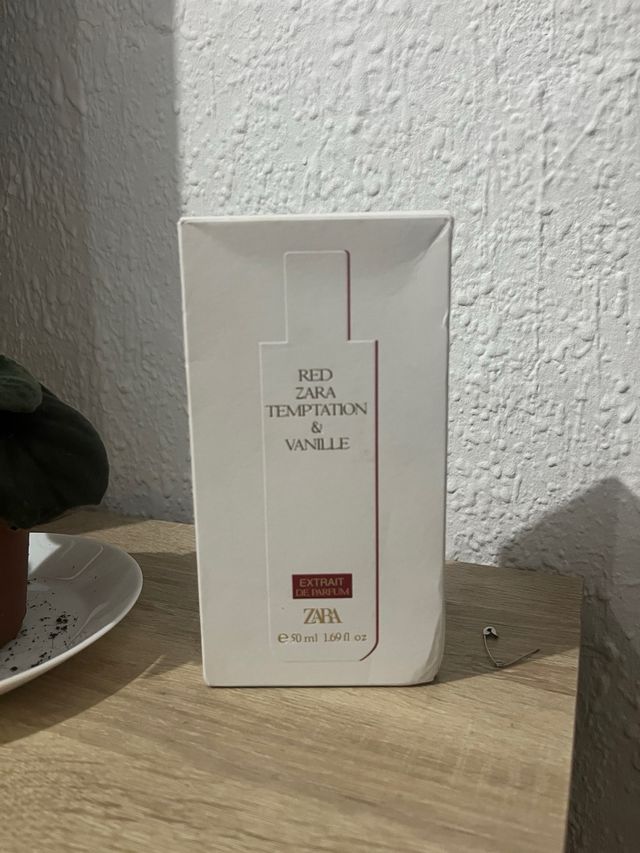 RED
ZARA
TEMPTATION
&
VANILLE
EXTRAIT
DE PARFUM
ZARA
e 50 ml 1.69 fl oz